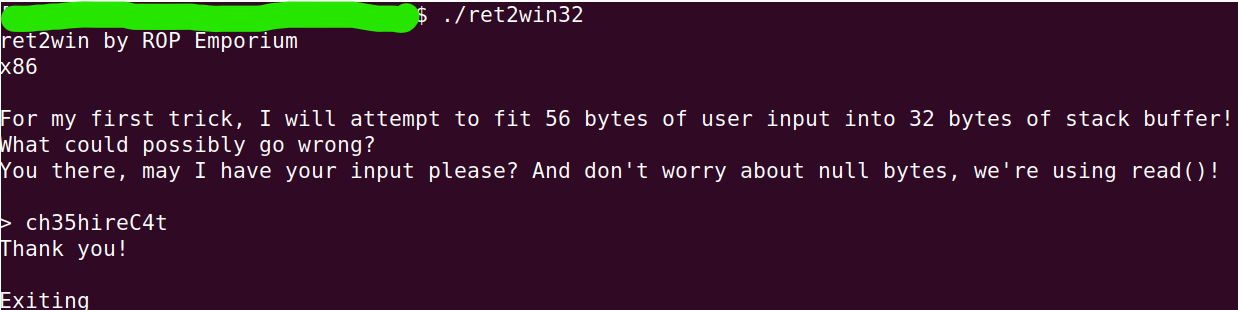 $ ./ret2win32
ret2win by ROP Emporium
x86
For my first trick, I will attempt to fit 56 bytes of user input into 32 bytes of stack buffer!
What could possibly go wrong?
You there, may I have your input please? And don't worry about null bytes, we're using read()!
> ch35hireC4t
Thank you!
Exiting